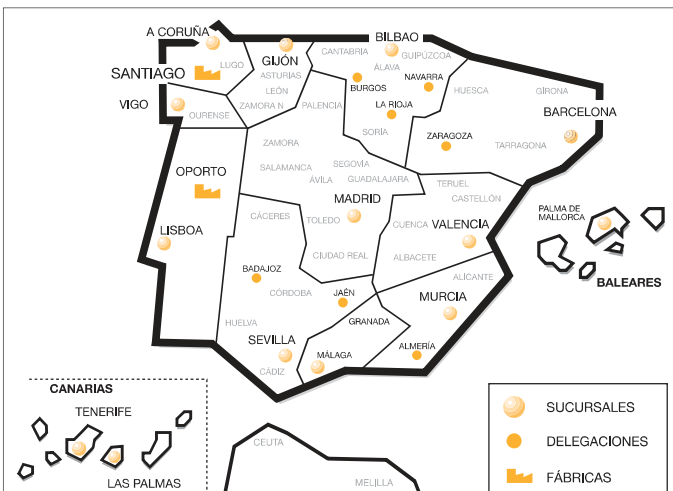 A CORUÑA
BILBAO
CANTABRIA
GUIPÚZCOA
GIJÓN
LUGO
ÁLAVA
SANTIAGO
ASTURIAS
NAVARRA
BURGOS
LEÓN
HUESCA
GIRONA
VIGO
ZAMORA N
PALENCIA
LA RIOJA
BARCELONA
OURENSE
SORÍA
ZARAGOZA
ZAMORA
TARRAGONA
SEGOVÍA
SALAMANCA
OPORTO
ÁVILA
GUADALAJARA
TERUEL
MADRID
CASTELLÓN
PALMA DE
MALLORCA
CÁCERES
TOLEDO
CUENCA
VALENCIA
LISBOA
CIUDAD REAL
ALBACETE
BADAJOZ
ALICANTE
BALEARES
CÓRDOBA
JAÉN
MURCIA
HUELVA
GRANADA
SEVILLA
MÁLAGA
ALMERÍA
CÁDIZ
CANARIAS
TENERIFE
LAS PALMAS
CEUTA
MELILLA
SUCURSALES
DELEGACIONES
FÁBRICAS